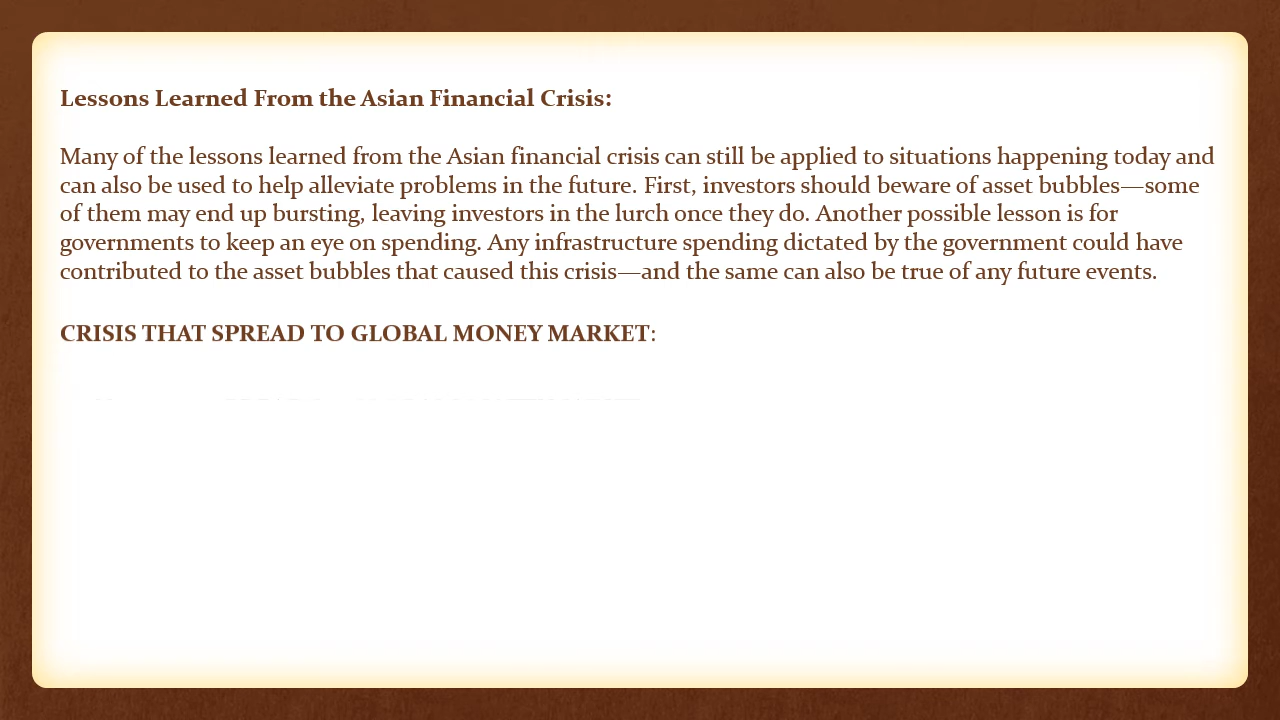 Lessons Learned From the Asian Financial Crisis:
Many of the lessons learned from the Asian financial crisis can still be applied to situations happening today and
can also be used to help alleviate problems in the future. First, investors should beware of asset bubbles—some
of them may end up bursting, leaving investors in the lurch once they do. Another possible lesson is for
governments to keep an eye on spending. Any infrastructure spending dictated by the government could have
contributed to the asset bubbles that caused this crisis—and the same can also be true of any future events.
CRISIS THAT SPREAD TO GLOBAL MONEY MARKET: